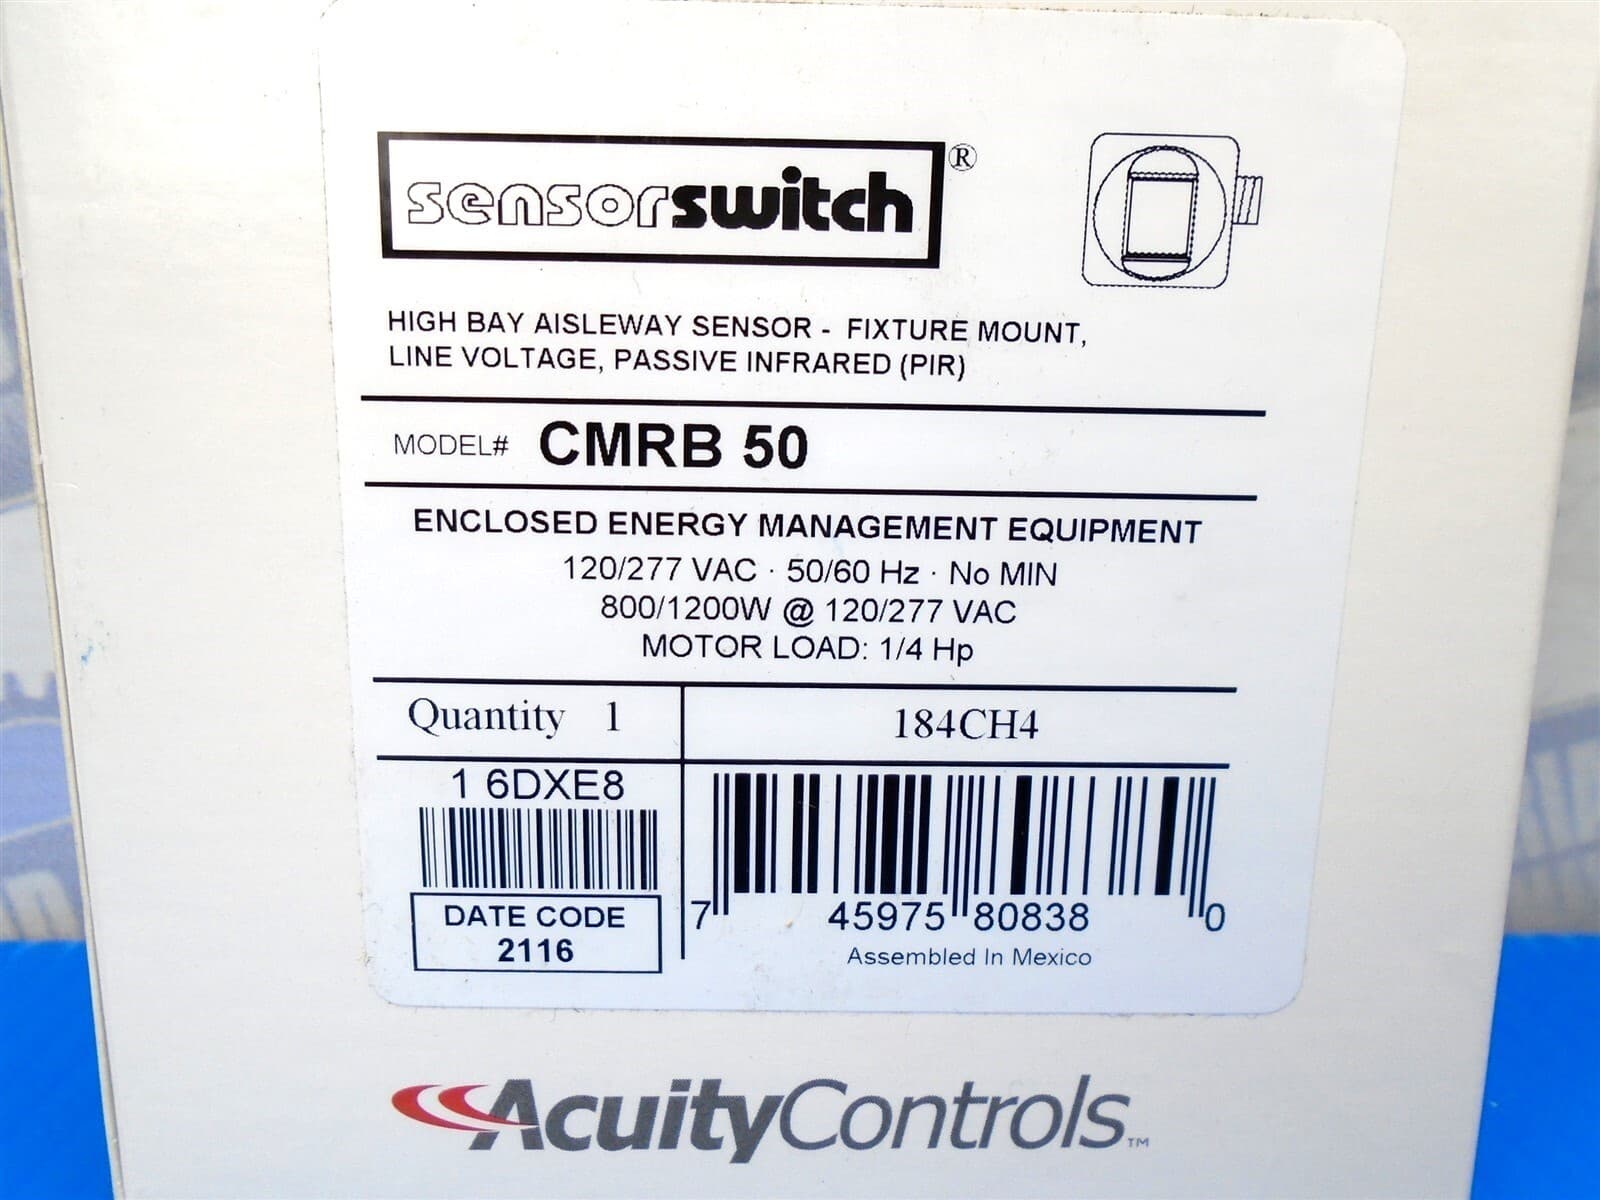 sensorswitch®
HIGH BAY AISLEWAY SENSOR - FIXTURE MOUNT,
LINE VOLTAGE, PASSIVE INFRARED (PIR)
MODEL# CMRB 50
ENCLOSED ENERGY MANAGEMENT EQUIPMENT
120/277 VAC · 50/60 Hz · No MIN
800/1200W @ 120/277 VAC
MOTOR LOAD: 1/4 Hp
Quantity 1
184CH4
1 6DXE8
DATE CODE
2116
7 45975 80838 0
Assembled In Mexico
AcuityControls™